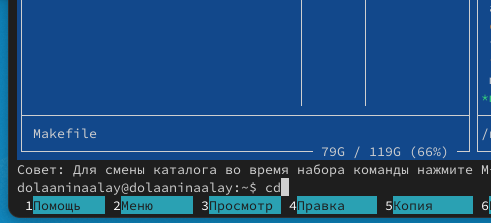 Makefile
79G / 119G (66%)
Совет: Для смены каталога во время набора команды нажмите M-
dolaaninaalay@dolaaninaalay:~$ cd
1Помощь 2Меню 3Просмотр 4Правка 5Копия 6